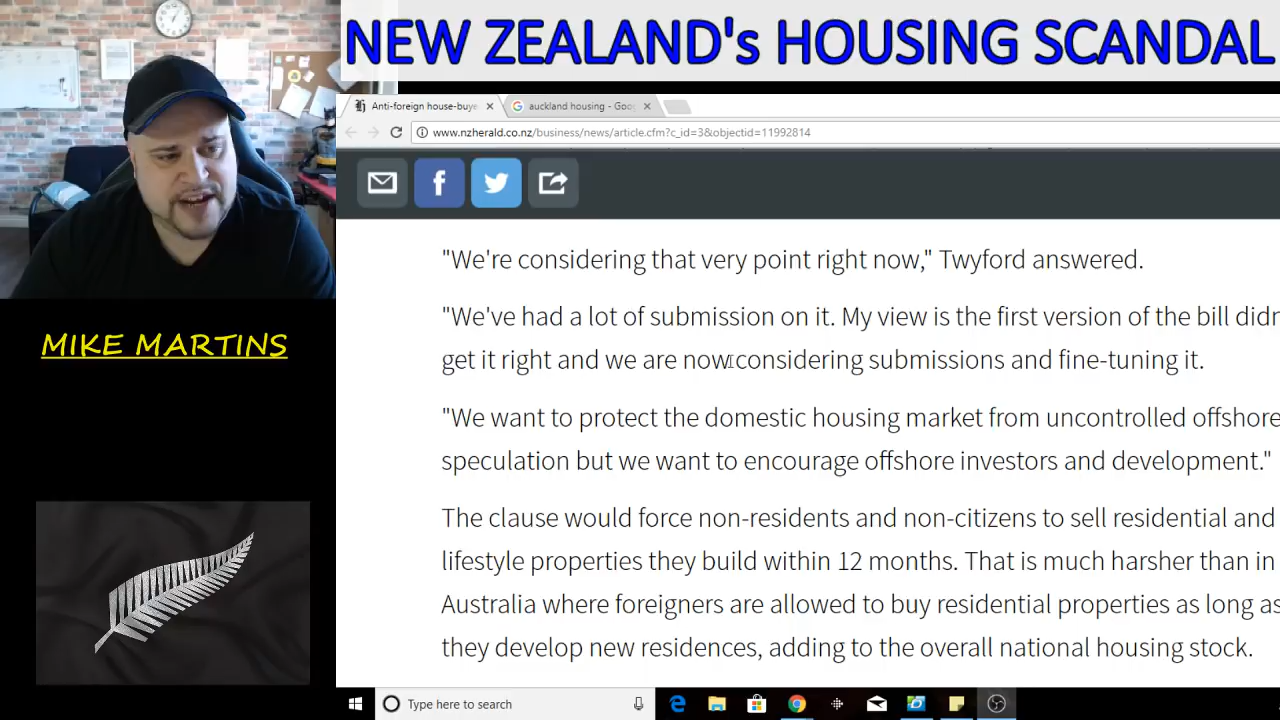 NEW ZEALAND's HOUSING SCANDAL
Anti-foreign house-buye
auckland housing - Goo
www.nzherald.co.nz/business/news/article.cfm?c_id=3&objectid=11992814
"We're considering that very point right now," Twyford answered.
"We've had a lot of submission on it. My view is the first version of the bill didn
get it right and we are now considering submissions and fine-tuning it.
"We want to protect the domestic housing market from uncontrolled offshore
speculation but we want to encourage offshore investors and development."
The clause would force non-residents and non-citizens to sell residential and
lifestyle properties they build within 12 months. That is much harsher than in
Australia where foreigners are allowed to buy residential properties as long as
they develop new residences, adding to the overall national housing stock.
MIKE MARTINS
Type here to search